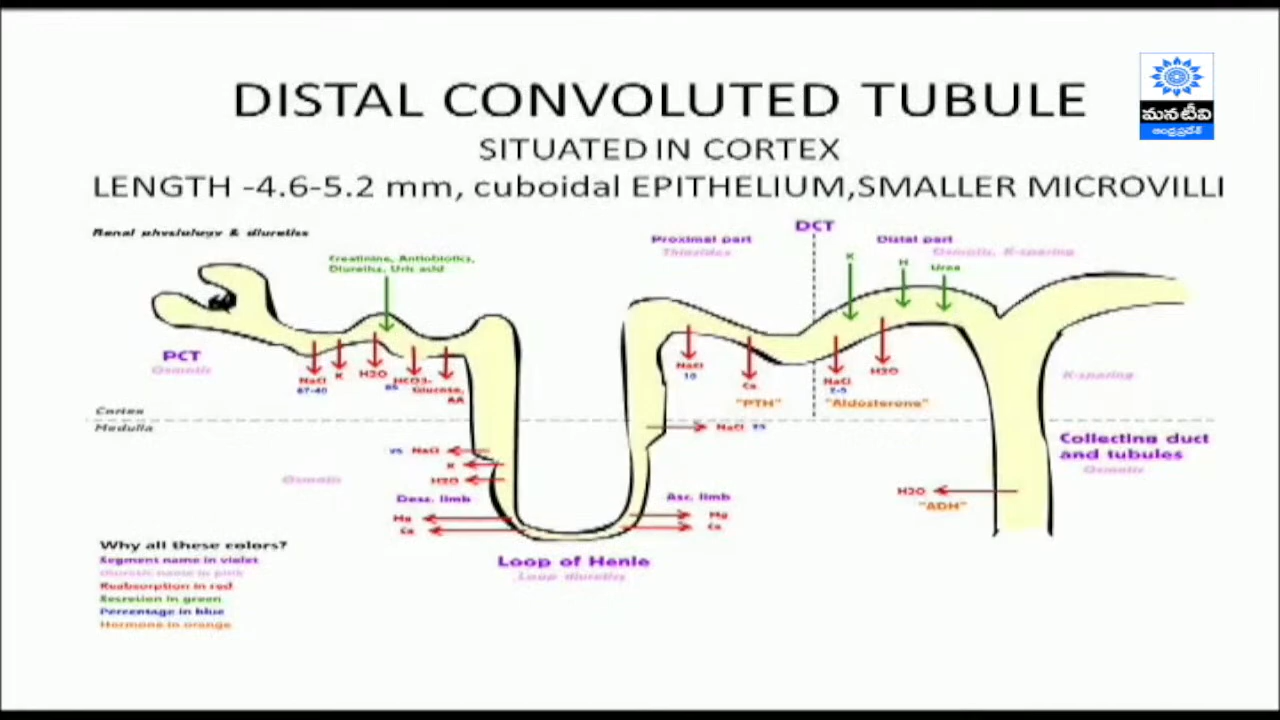 DISTAL CONVOLUTED TUBULE
మనటీవి
ఆంధ్రప్రదేశ్
SITUATED IN CORTEX
LENGTH -4.6-5.2 mm, cuboidal EPITHELIUM,SMALLER MICROVILLI
Renal physiology & diuretics
DCT
Proximal part
Thiazides
Distal part
Osmotic, K-sparing
Creatinine, Antiobiotics,
Diuretics, Uric acid
K
H
Urea
PCT
Osmotic
NaCl
K
H2O
HCO3-
Glucose,
AA
NaCl
10
Ca
"PTH"
NaCl
2-5
H2O
"Aldosterone"
K-sparing
Cortex
Medulla
NaCl 25
Collecting duct
and tubules
Osmotic
NaCl
K
H2O
Osmotic
Desc. limb
Mg
Ca
Asc. limb
Mg
Ca
H2O
"ADH"
Loop of Henle
Loop diuretics
Why all these colors?
Segment name in violet
Diuretic name in pink
Reabsorption in red
Secretion in green
Percentage in blue
Hormone in orange